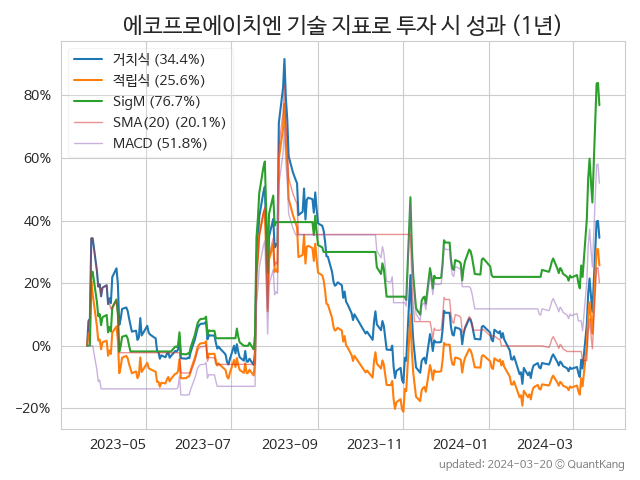 에코프로에이치엔 기술 지표로 투자 시 성과 (1년)
거치식 (34.4%)
적립식 (25.6%)
SigM (76.7%)
SMA(20) (20.1%)
MACD (51.8%)
80%
60%
40%
20%
0%
−20%
2023-05 2023-07 2023-09 2023-11 2024-01 2024-03
updated: 2024-03-20 © QuantKang